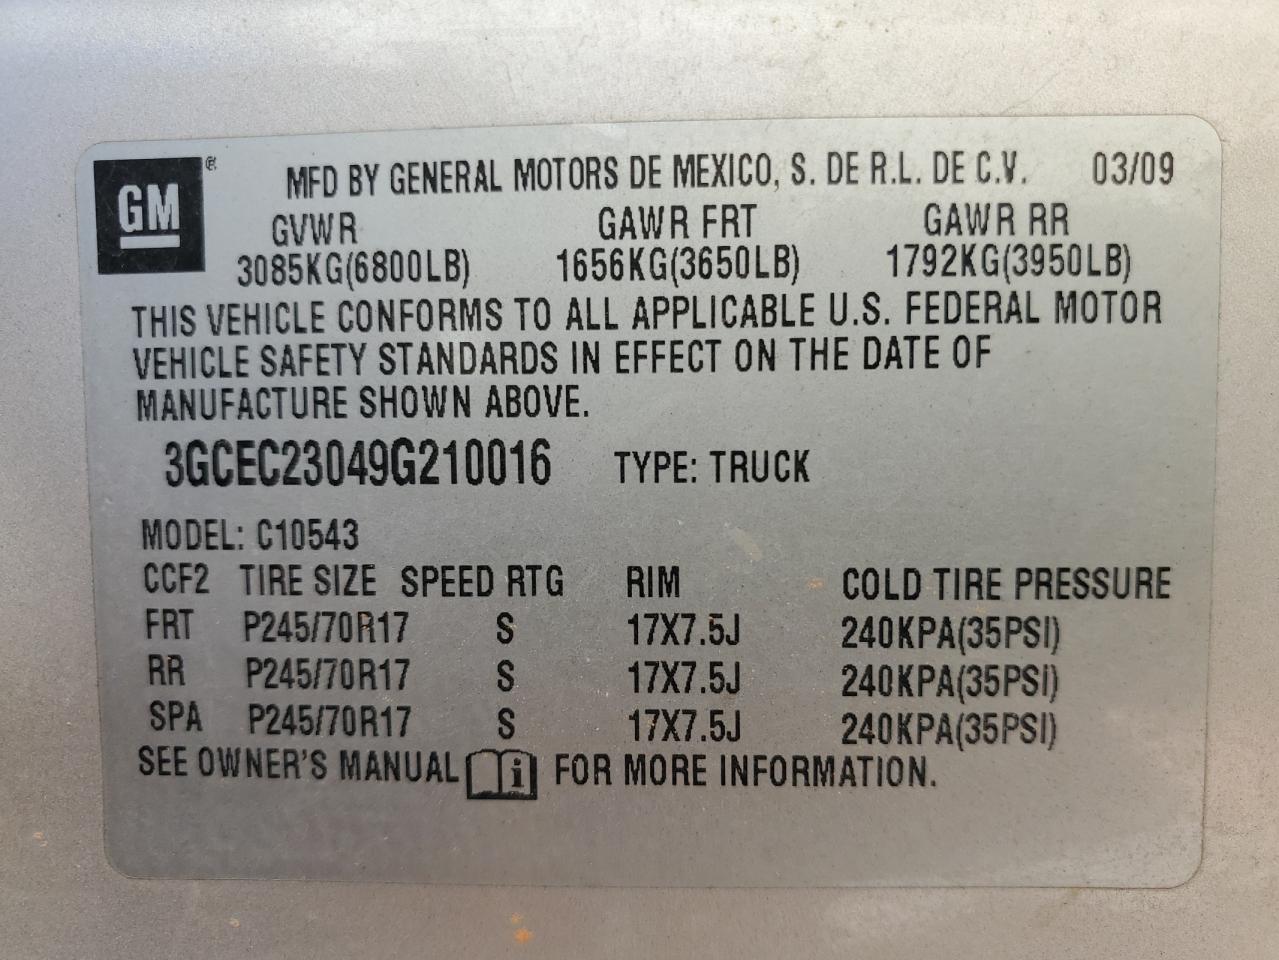 GM® MFD BY GENERAL MOTORS DE MEXICO, S. DE R.L. DE C.V. 03/09
GVWR GAWR FRT GAWR RR
3085KG(6800LB) 1656KG(3650LB) 1792KG(3950LB)
THIS VEHICLE CONFORMS TO ALL APPLICABLE U.S. FEDERAL MOTOR
VEHICLE SAFETY STANDARDS IN EFFECT ON THE DATE OF
MANUFACTURE SHOWN ABOVE.
3GCEC23049G210016 TYPE: TRUCK
MODEL: C10543
CCF2 TIRE SIZE SPEED RTG RIM COLD TIRE PRESSURE
FRT P245/70R17 S 17X7.5J 240KPA(35PSI)
RR P245/70R17 S 17X7.5J 240KPA(35PSI)
SPA P245/70R17 S 17X7.5J 240KPA(35PSI)
SEE OWNER'S MANUAL i FOR MORE INFORMATION.